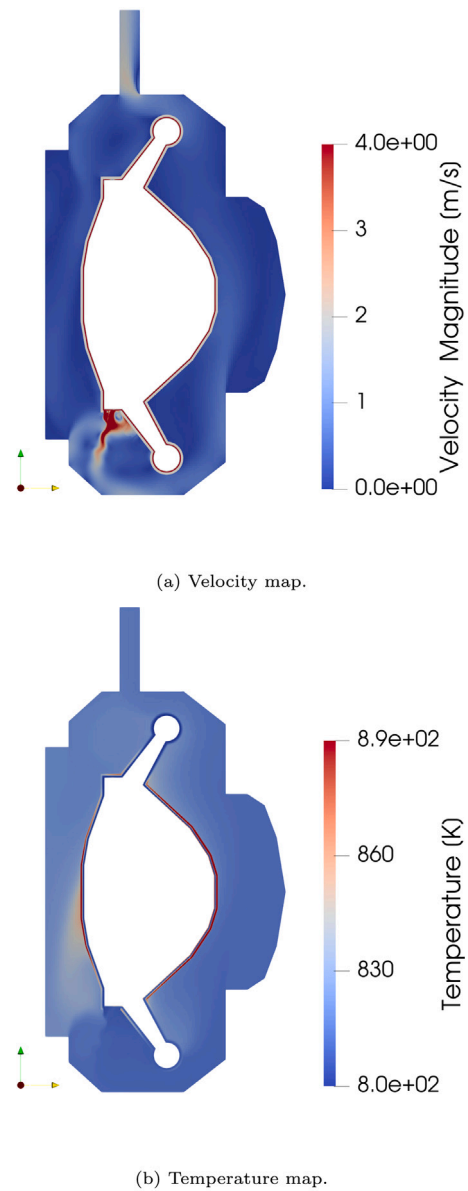 4.0e+00
3
2
1
0.0e+00
Velocity Magnitude (m/s)
(a) Velocity map.
8.9e+02
860
830
8.0e+02
Temperature (K)
(b) Temperature map.